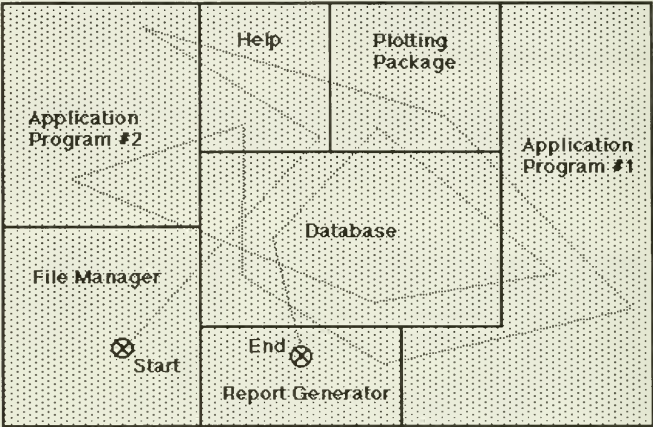 Help
Plotting
Package
Application
Program #2
Application
Program #1
Database
File Manager
End
Start
Report Generator